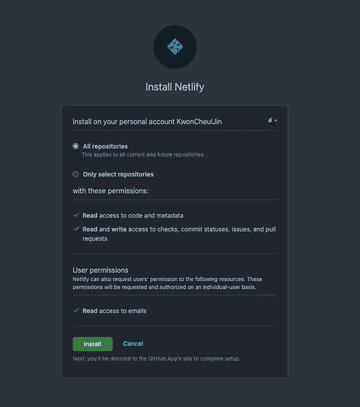 Install Netlify
Install on your personal account KwonCheulJin
All repositories
This applies to all current and future repositories.
Only select repositories
with these permissions:
Read access to code and metadata
Read and write access to checks, commit statuses, issues, and pull
requests
User permissions
Netlify can also request users' permission to the following resources. These
permissions will be requested and authorized on an individual-user basis.
Read access to emails
Install
Cancel
Next: you'll be directed to the GitHub App's site to complete setup.